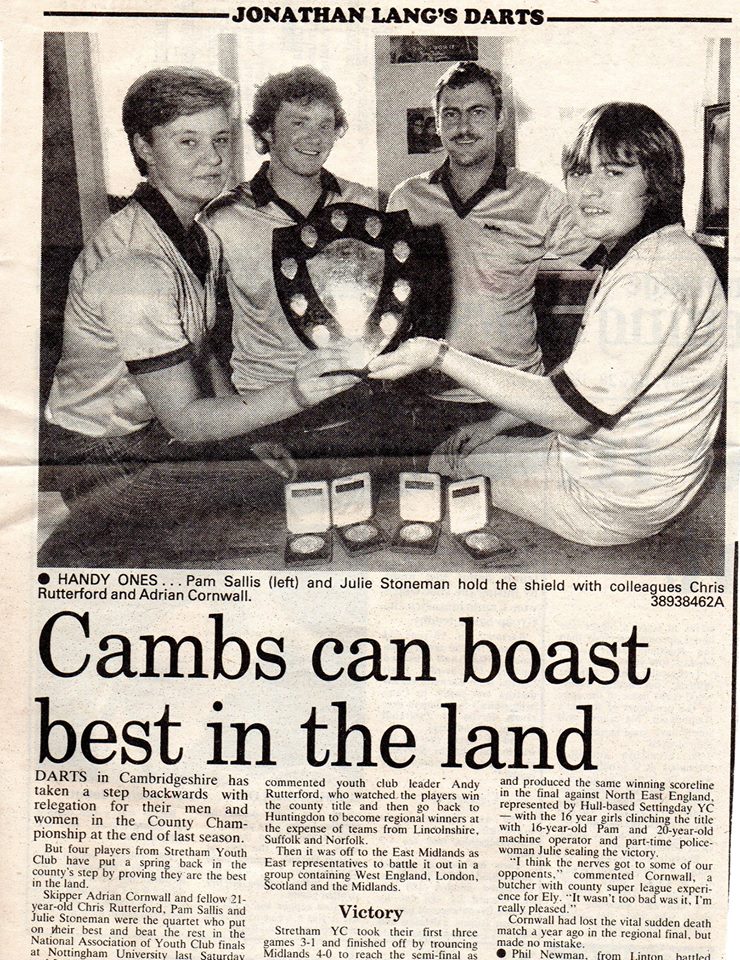 JONATHAN LANG'S DARTS
● HANDY ONES . . . Pam Sallis (left) and Julie Stoneman hold the shield with colleagues Chris
Rutterford and Adrian Cornwall.
38938462A
Cambs can boast
best in the land
DARTS in Cambridgeshire has
taken a step backwards with
relegation for their men and
women in the County Cham-
pionship at the end of last season.
But four players from Stretham Youth
Club have put a spring back in the
county's step by proving they are the best
in the land.
Skipper Adrian Cornwall and fellow 21-
year-old Chris Rutterford, Pam Sallis and
Julie Stoneman were the quartet who put
on their best and beat the rest in the
National Association of Youth Club finals
at Nottingham University last Saturday
commented youth club leader Andy
Rutterford, who watched the players win
the county title and then go back to
Huntingdon to become regional winners at
the expense of teams from Lincolnshire,
Suffolk and Norfolk.
Then it was off to the East Midlands as
East representatives to battle it out in a
group containing West England, London,
Scotland and the Midlands.
Victory
Stretham YC took their first three
games 3-1 and finished off by trouncing
Midlands 4-0 to reach the semi-final as
and produced the same winning scoreline
in the final against North East England,
represented by Hull-based Settingday YC
— with the 16 year girls clinching the title
with 16-year-old Pam and 20-year-old
machine operator and part-time police-
woman Julie sealing the victory.
"I think the nerves got to some of our
opponents," commented Cornwall, a
butcher with county super league experi-
ence for Ely. "It wasn't too bad was it, I'm
really pleased."
Cornwall had lost the vital sudden death
match a year ago in the regional final, but
made no mistake.
● Phil Newman, from Linton, battled